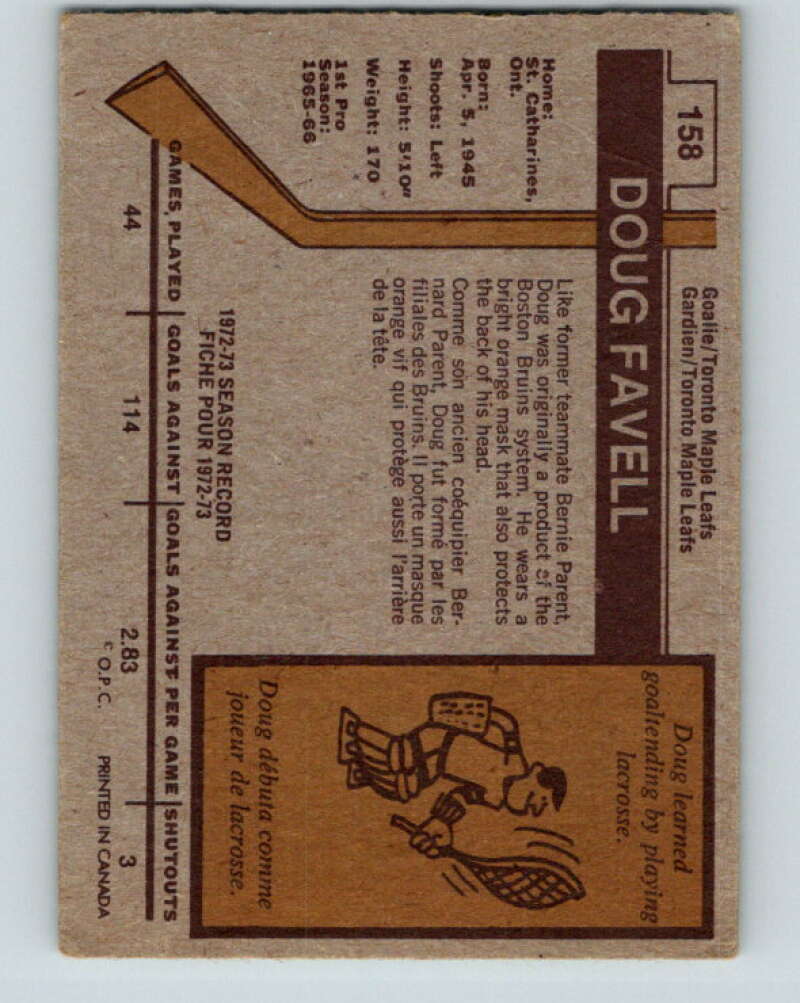 158
Goalie/Toronto Maple Leafs
Gardien/Toronto Maple Leafs
DOUG FAVELL
Home:
St. Catharines,
Ont.
Born:
Apr. 5, 1945
Shoots: Left
Height: 5'10"
Weight: 170
1st Pro
Season:
1965-66
Like former teammate Bernie Parent,
Doug was originally a product of the
Boston Bruins system. He wears a
bright orange mask that also protects
the back of his head.
Comme son ancien coéquipier Ber-
nard Parent, Doug fut formé par les
filiales des Bruins. Il porte un masque
orange vif qui protège aussi l'arrière
de la tête.
Doug learned
goaltending by playing
lacrosse.
Doug débuta comme
joueur de lacrosse.
1972-73 SEASON RECORD
FICHE POUR 1972-73
GAMES PLAYED GOALS AGAINST GOALS AGAINST PER GAME SHUTOUTS
44 114 2.83 3
© O.P.C. PRINTED IN CANADA